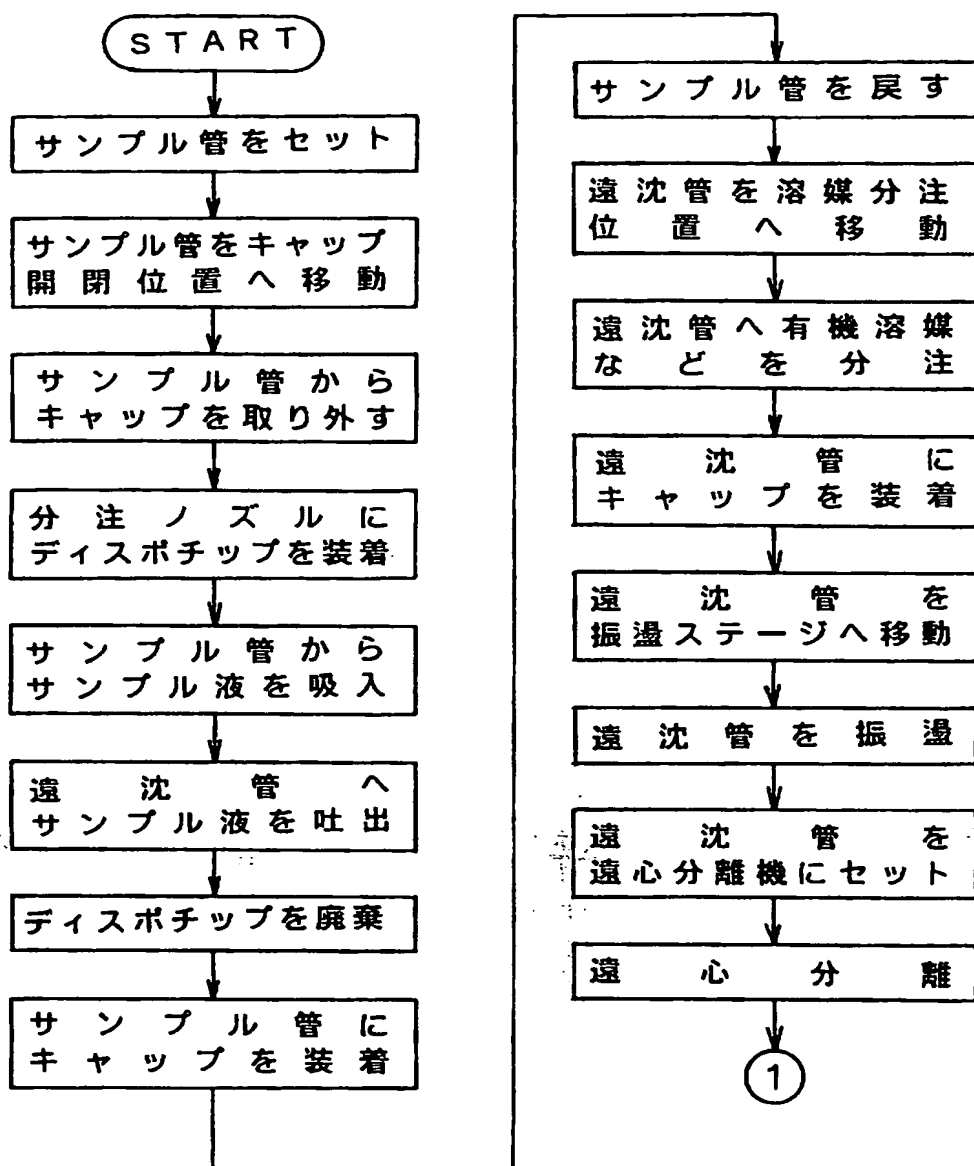 START
サンプル管をセット
サンプル管をキャップ
開閉位置へ移動
サンプル管から
キャップを取り外す
分注ノズルに
ディスポチップを装着
サンプル管から
サンプル液を吸入
遠沈管へ
サンプル液を吐出
ディスポチップを廃棄
サンプル管に
キャップを装着
サンプル管を戻す
遠沈管を溶媒分注
位置へ移動
遠沈管へ有機溶媒
などを分注
遠沈管に
キャップを装着
遠沈管を
振盪ステージへ移動
遠沈管を振盪
遠沈管を
遠心分離機にセット
遠心分離
1